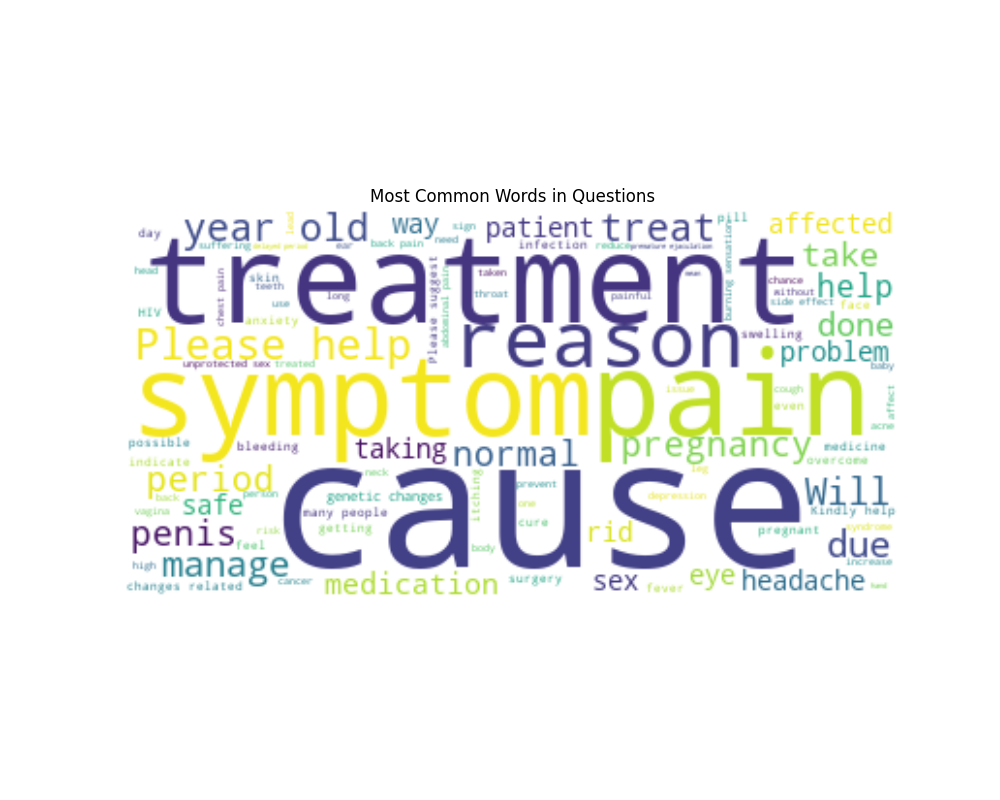 Most Common Words in Questions
year old
way
sign
patient
treat
pill
affected
day
lead
suffering
delayed period
ear
back pain
need
infection
reduce
premature ejaculation
treatment
take
head
skin
teeth
chest pain
use
long
Please suggest
abdominal pain
taken
throat
painful
man
burning sensation
chance
without
side effect
help
face
HIV
anxiety
done
Please help
reason
swelling
problem
unprotected sex
treated
baby
symptom
pain
issue
cough
even
affect
acne
possible
bleeding
taking
normal
pregnancy
medicine
indicate
overcome
period
neck
itching
leg
cause
Will
back
person
genetic changes
prevent
depression
vagina
safe
many people
one
Kindly help
penis
risk
getting
cure
rid
pregnant
syndrome
feel
body
due
high
manage
increase
changes related
cancer
medication
surgery
sex
fever
eye
headache